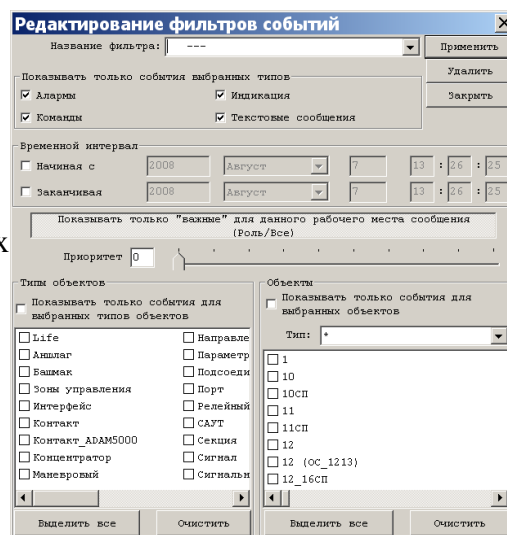 Редактирование фильтров событий
Название фильтра: ---
Применить
Удалить
Закрыть
Показывать только события выбранных типов
Алармы
Индикация
Команды
Текстовые сообщения
Временной интервал
Начиная с 2008 Август 7 13 : 26 : 25
Заканчивая 2008 Август 7 13 : 26 : 25
Показывать только "важные" для данного рабочего места сообщения
(Роль/Все)
х
Приоритет 0
Типы объектов
Показывать только события для
выбранных типов объектов
Life
Аншлаг
Башмак
Зоны управления
Интерфейс
Контакт
Контакт_ADAM5000
Концентратор
Маневровый
Направле
Параметр
Подсоеди
Порт
Релейный
САУТ
Секция
Сигнал
Сигнальн
Выделить все
Очистить
Объекты
Показывать только события для
выбранных объектов
Тип: *
1
10
10СП
11
11СП
12
12 (ОС_1213)
12_16СП
Выделить все
Очистить